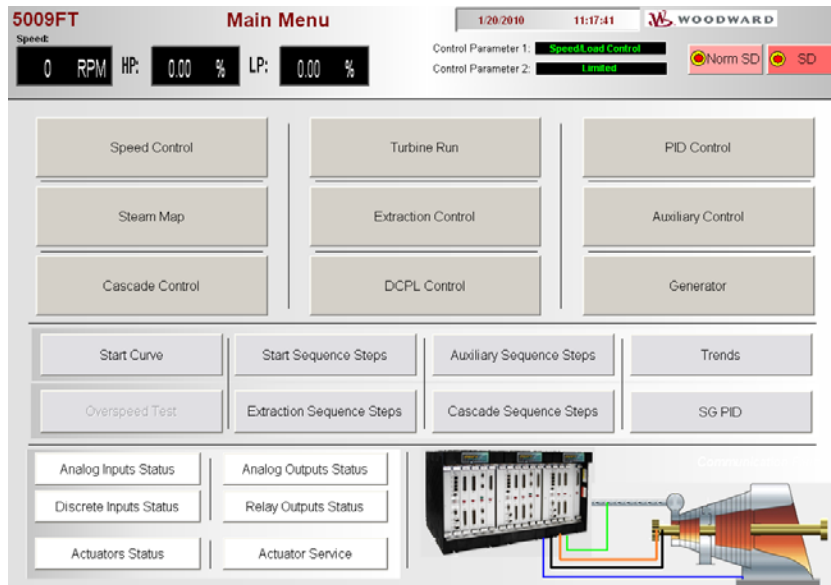 5009FT Main Menu 1/20/2010 11:17:41 WOODWARD
Speed:
0 RPM HP: 0.00 % LP: 0.00 %
Control Parameter 1: Speed/Load Control
Control Parameter 2: Limited
Norm SD SD
Speed Control Turbine Run PID Control
Steam Map Extraction Control Auxiliary Control
Cascade Control DCPL Control Generator
Start Curve Start Sequence Steps Auxiliary Sequence Steps Trends
Overspeed Test Extraction Sequence Steps Cascade Sequence Steps SG PID
Analog Inputs Status Analog Outputs Status
Discrete Inputs Status Relay Outputs Status
Actuators Status Actuator Service